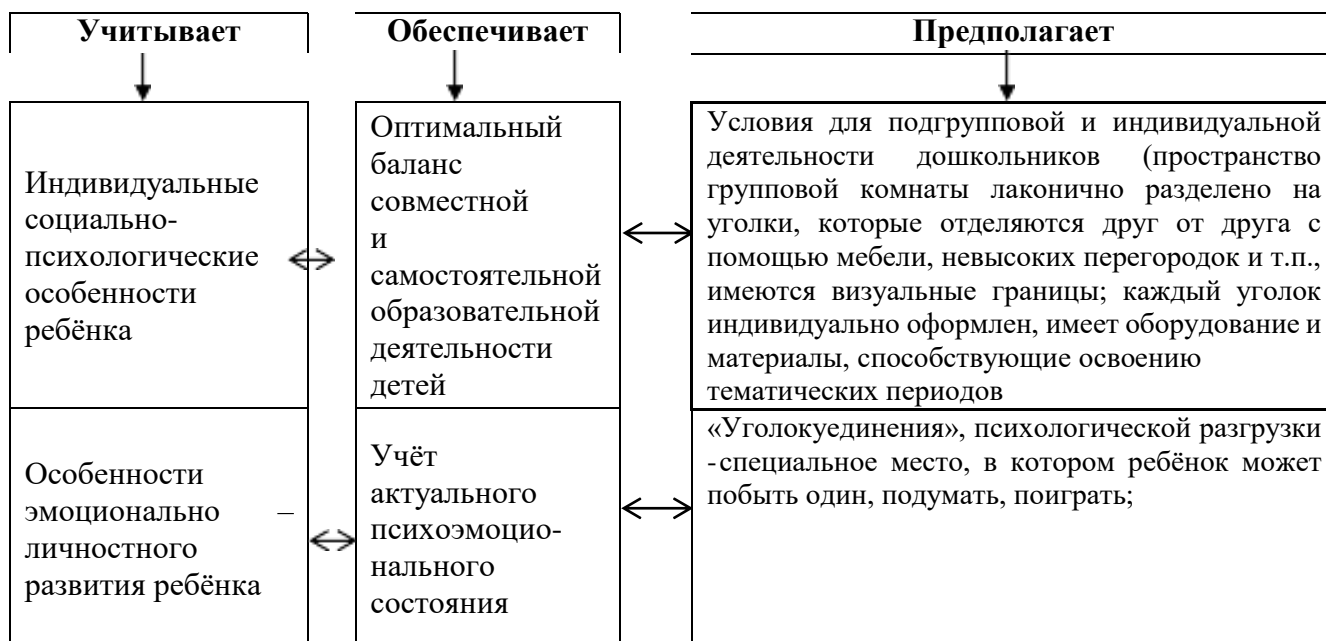 Учитывает
Обеспечивает
Предполагает
Индивидуальные
социально-
психологические
особенности
ребёнка
Оптимальный
баланс
совместной
и
самостоятельной
образовательной
деятельности
детей
Условия для подгрупповой и индивидуальной
деятельности дошкольников (пространство
групповой комнаты лаконично разделено на
уголки, которые отделяются друг от друга с
помощью мебели, невысоких перегородок и т.п.,
имеются визуальные границы; каждый уголок
индивидуально оформлен, имеет оборудование и
материалы, способствующие освоению
тематических периодов
Особенности
эмоционально –
личностного
развития ребёнка
Учёт
актуального
психоэмоцио-
нального
состояния
«Уголокуединения», психологической разгрузки
-специальное место, в котором ребёнок может
побыть один, подумать, поиграть;